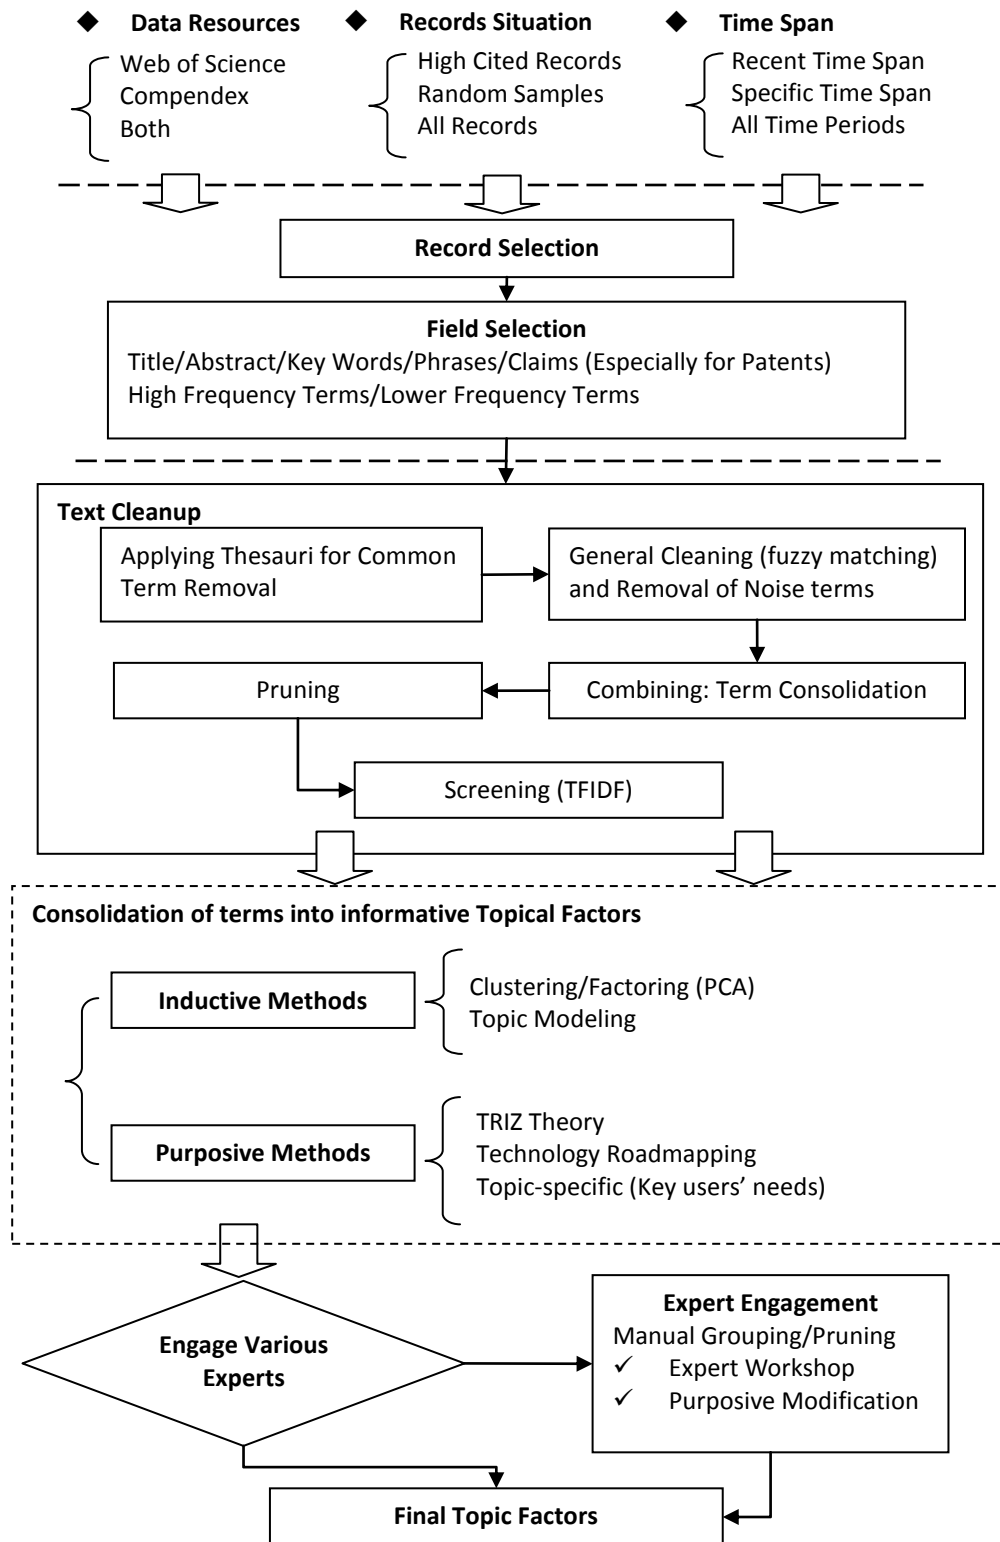 ◆ Data Resources
Web of Science
Compendex
Both
◆ Records Situation
High Cited Records
Random Samples
All Records
◆ Time Span
Recent Time Span
Specific Time Span
All Time Periods
Record Selection
Field Selection
Title/Abstract/Key Words/Phrases/Claims (Especially for Patents)
High Frequency Terms/Lower Frequency Terms
Text Cleanup
Applying Thesauri for Common
Term Removal
General Cleaning (fuzzy matching)
and Removal of Noise terms
Combining: Term Consolidation
Pruning
Screening (TFIDF)
Consolidation of terms into informative Topical Factors
Inductive Methods
Clustering/Factoring (PCA)
Topic Modeling
Purposive Methods
TRIZ Theory
Technology Roadmapping
Topic-specific (Key users’ needs)
Engage Various
Experts
Expert Engagement
Manual Grouping/Pruning
✓ Expert Workshop
✓ Purposive Modification
Final Topic Factors